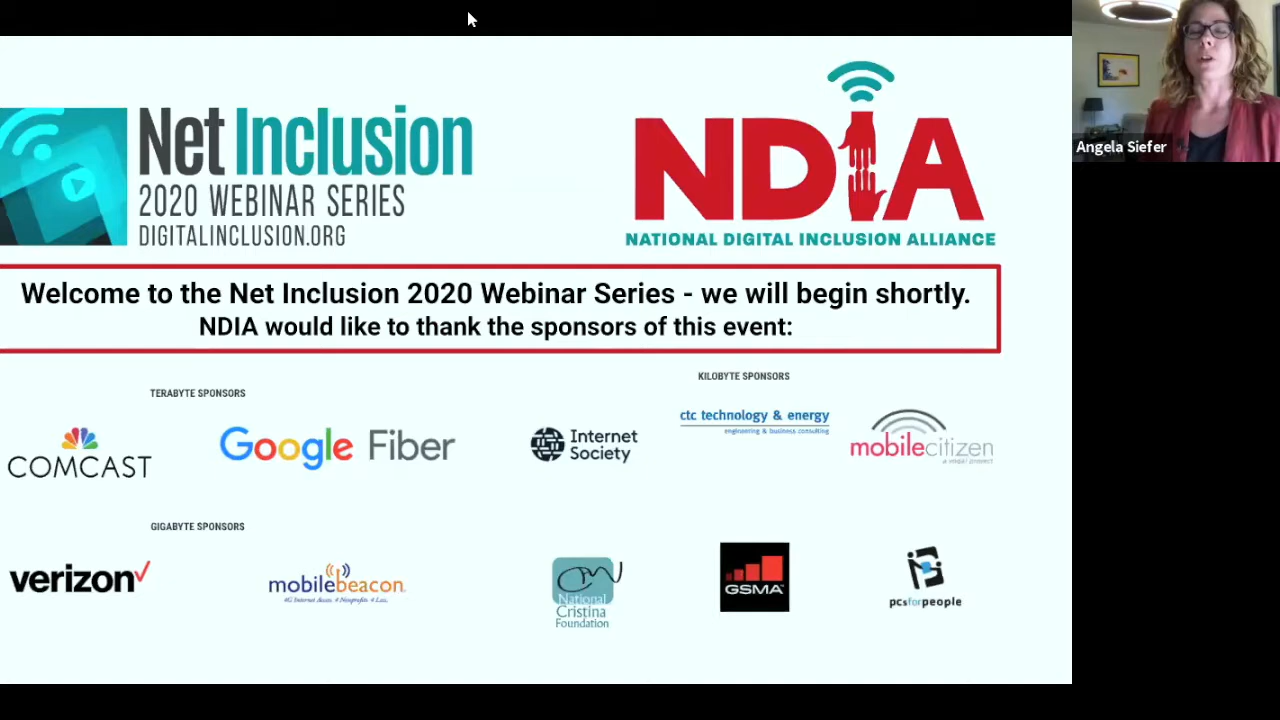 Net Inclusion
2020 WEBINAR SERIES
DIGITALINCLUSION.ORG
NDIA
NATIONAL DIGITAL INCLUSION ALLIANCE
Angela Siefer
Welcome to the Net Inclusion 2020 Webinar Series - we will begin shortly.
NDIA would like to thank the sponsors of this event:
TERABYTE SPONSORS
KILOBYTE SPONSORS
COMCAST
Google Fiber
Internet
Society
ctc technology & energy
engineering & business consulting
mobilecitizen
GIGABYTE SPONSORS
verizon
mobilebeacon
National
Cristina
Foundation
GSMA
pcsforpeople